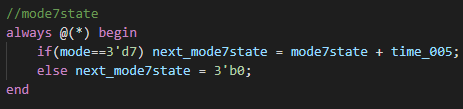 //mode7state
always @(*) begin
    if(mode==3'd7) next_mode7state = mode7state + time_005;
    else next_mode7state = 3'b0;
end